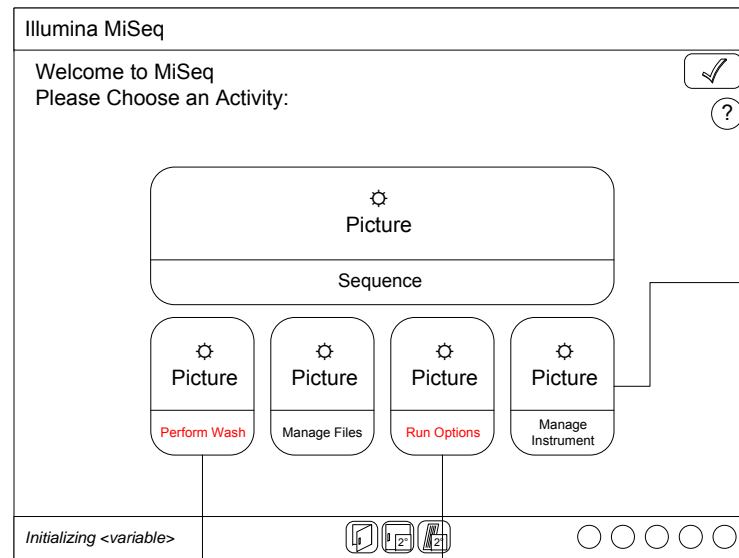 Illumina MiSeq
Welcome to MiSeq
Please Choose an Activity:
?
Picture
Sequence
Picture
Picture
Picture
Picture
Perform Wash
Manage Files
Run Options
Manage
Instrument
Initializing <variable>
2°
2°